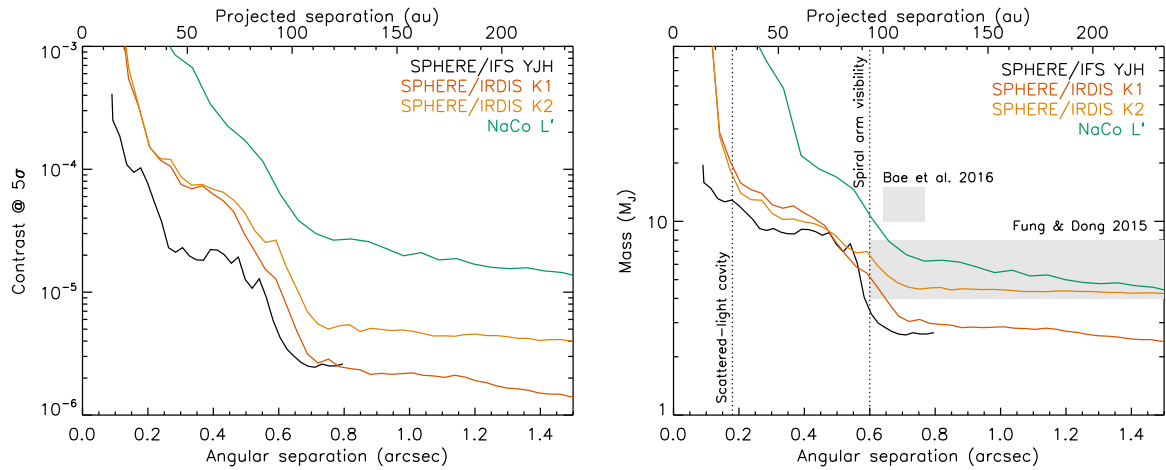 Projected separation (au)
0 50 100 150 200
10⁻³
10⁻⁴
10⁻⁵
10⁻⁶
Contrast @ 5σ
SPHERE/IFS YJH
SPHERE/IRDIS K1
SPHERE/IRDIS K2
NaCo L'
0.0 0.2 0.4 0.6 0.8 1.0 1.2 1.4
Angular separation (arcsec)
Projected separation (au)
0 50 100 150 200
10
1
Mass (M_J)
SPHERE/IFS YJH
SPHERE/IRDIS K1
SPHERE/IRDIS K2
NaCo L'
Spiral arm visibility
Bae et al. 2016
Fung & Dong 2015
Scattered-light cavity
0.0 0.2 0.4 0.6 0.8 1.0 1.2 1.4
Angular separation (arcsec)